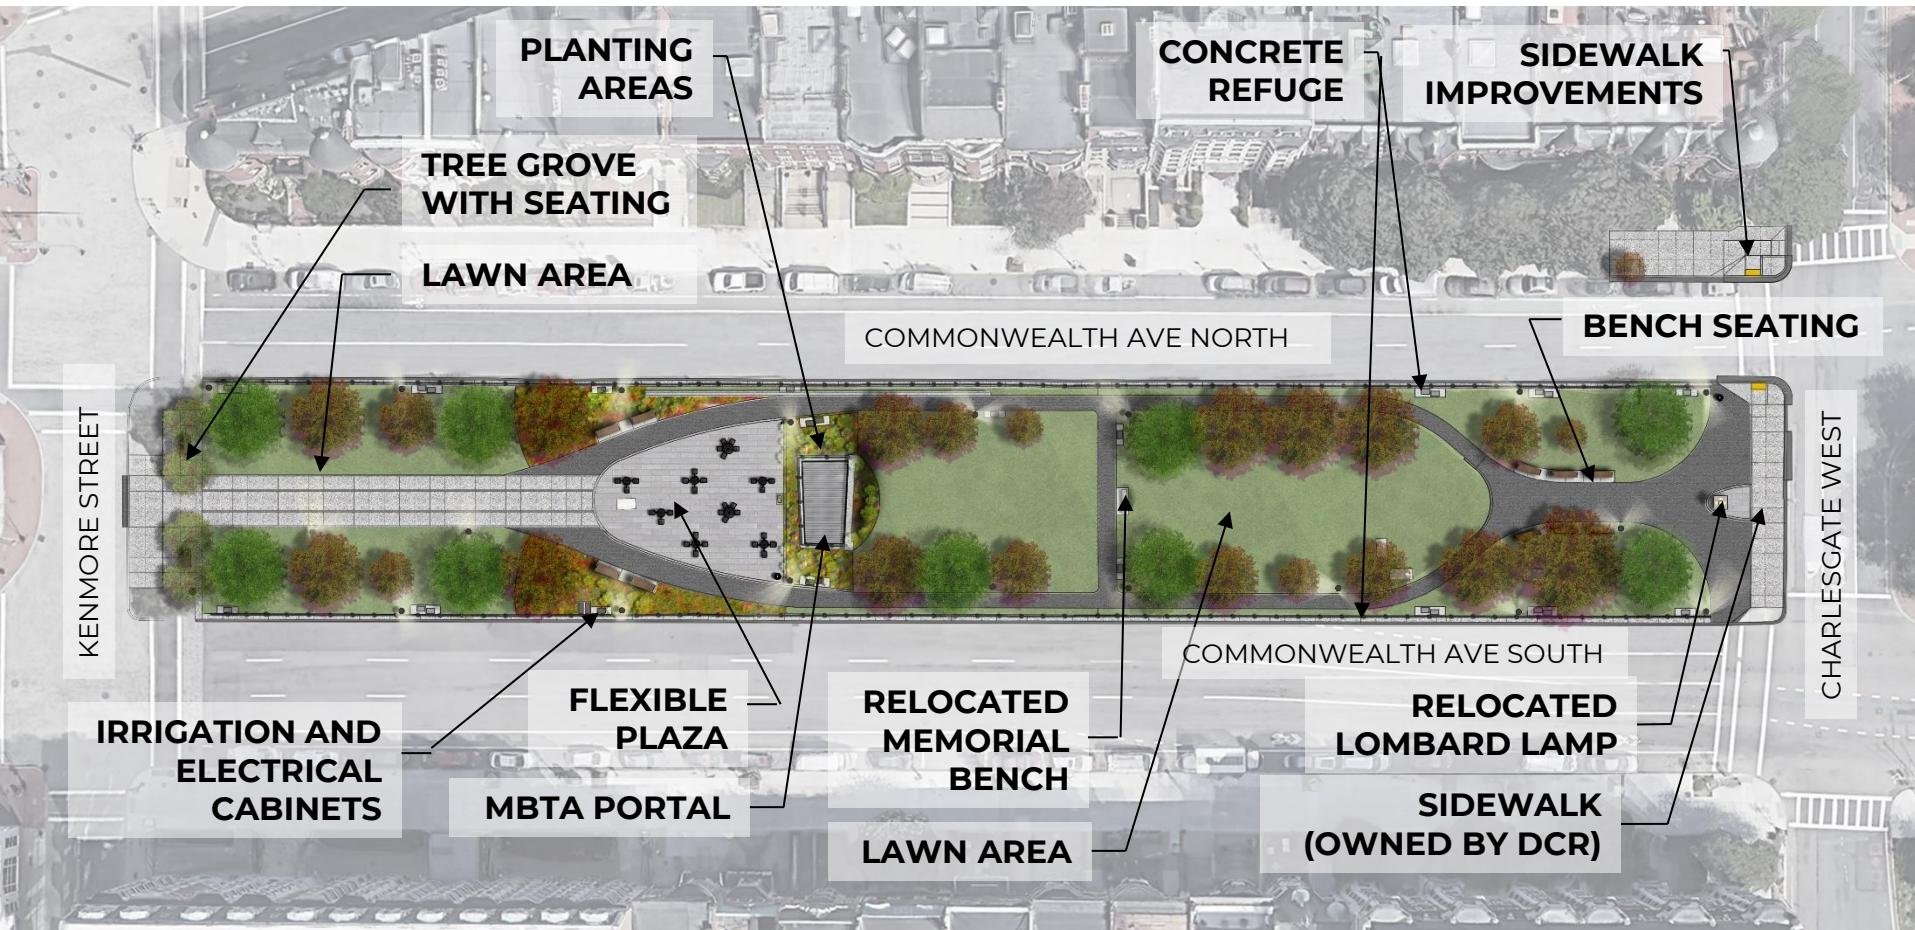 PLANTING
AREAS
CONCRETE
REFUGE
SIDEWALK
IMPROVEMENTS
TREE GROVE
WITH SEATING
LAWN AREA
COMMONWEALTH AVE NORTH
BENCH SEATING
KENMORE STREET
CHARLESGATE WEST
COMMONWEALTH AVE SOUTH
IRRIGATION AND
ELECTRICAL
CABINETS
FLEXIBLE
PLAZA
MBTA PORTAL
RELOCATED
MEMORIAL
BENCH
LAWN AREA
RELOCATED
LOMBARD LAMP
SIDEWALK
(OWNED BY DCR)